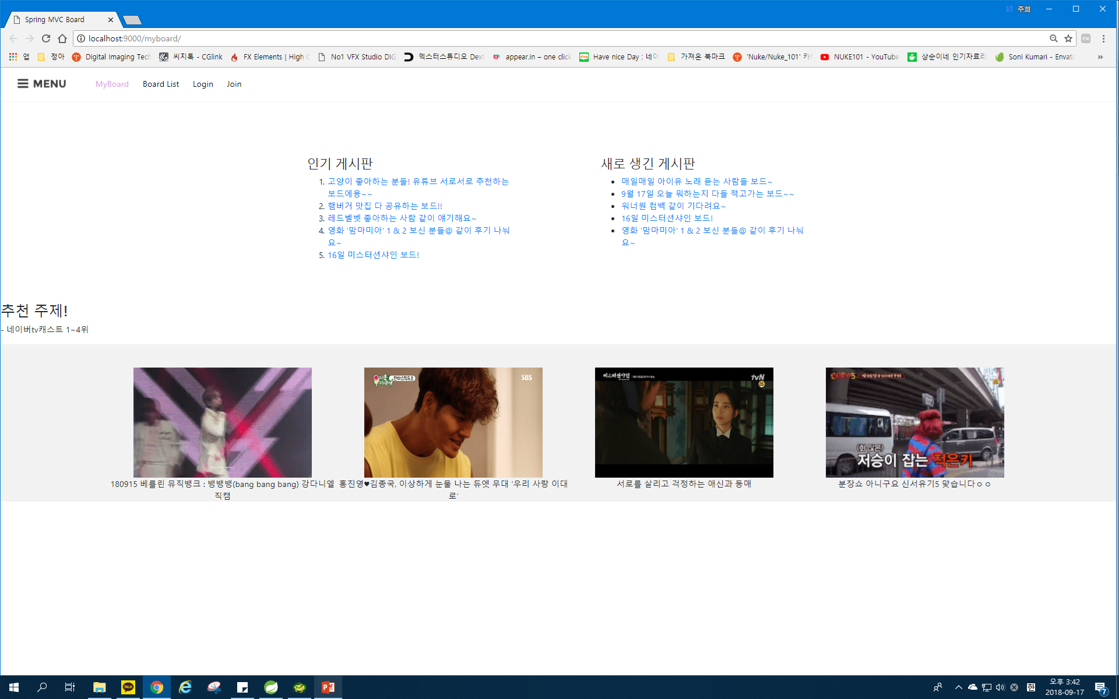 Spring MVC Board
주희
localhost:9000/myboard/
앱
정아
Digital Imaging Tech
씨지톡 - CGlink
FX Elements | High
No1 VFX Studio DIG
덱스터스튜디오 Dex
appear.in – one click
Have nice Day : 네이
가져온 북마크
'Nuke/Nuke_101' 카
NUKE101 - YouTube
상순이네 인기자료
Soni Kumari - Envat
MENU
MyBoard
Board List
Login
Join
인기 게시판
1. 고양이 좋아하는 분들! 유튜브 서로서로 추천하는
보드에용~~
2. 햄버거 맛집 다 공유하는 보드!!
3. 레드벨벳 좋아하는 사람 같이 얘기해요~
4. 영화 '맘마미아' 1 & 2 보신 분들@ 같이 후기 나눠
요~
5. 16일 미스터션샤인 보드!
새로 생긴 게시판
매일매일 아이유 노래 듣는 사람들 보드~
9월 17일 오늘 뭐하는지 다들 적고가는 보드~~
워너원 컴백 같이 기다려요~
16일 미스터션샤인 보드!
영화 '맘마미아' 1 & 2 보신 분들@ 같이 후기 나눠
요~
추천 주제!
- 네이버tv캐스트 1~4위
SBS
미스터 션샤인
tvN
저승이 잡는 적은키
180915 베를린 뮤직뱅크 : 뱅뱅뱅(bang bang bang) 강다니엘
직캠
홍진영♥김종국, 이상하게 눈물 나는 듀엣 무대 '우리 사랑 이대
로'
서로를 살리고 걱정하는 애신과 동매
분장쇼 아니구요 신서유기5 맞습니다ㅇㅇ
오후 3:42
2018-09-17